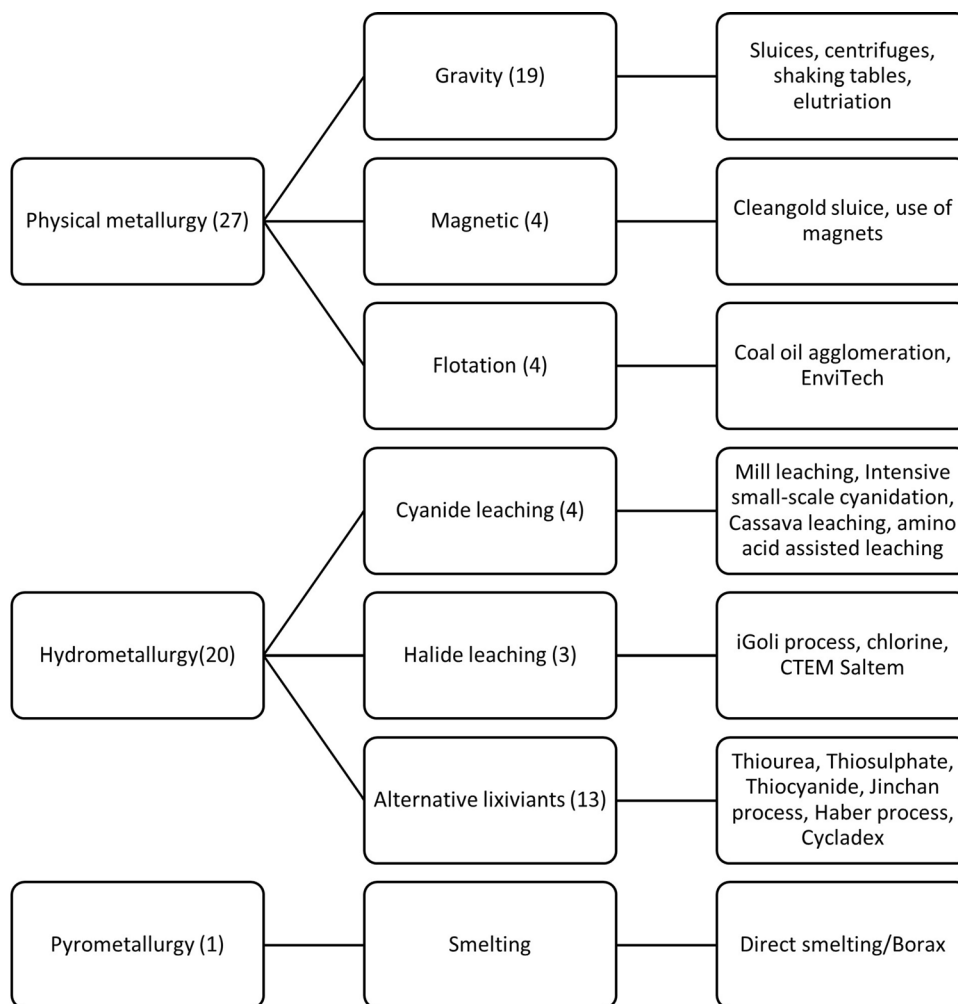 Gravity (19)
Sluices, centrifuges,
shaking tables,
elutriation
Physical metallurgy (27)
Magnetic (4)
Cleangold sluice, use of
magnets
Flotation (4)
Coal oil agglomeration,
EnviTech
Cyanide leaching (4)
Mill leaching, Intensive
small-scale cyanidation,
Cassava leaching, amino
acid assisted leaching
Hydrometallurgy(20)
Halide leaching (3)
iGoli process, chlorine,
CTEM Saltem
Alternative lixiviants (13)
Thiourea, Thiosulphate,
Thiocyanide, Jinchan
process, Haber process,
Cycladex
Pyrometallurgy (1)
Smelting
Direct smelting/Borax